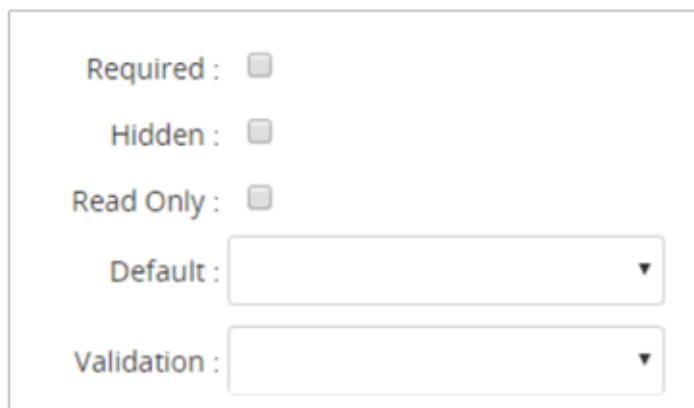 Required :
Hidden :
Read Only :
Default :
Validation :